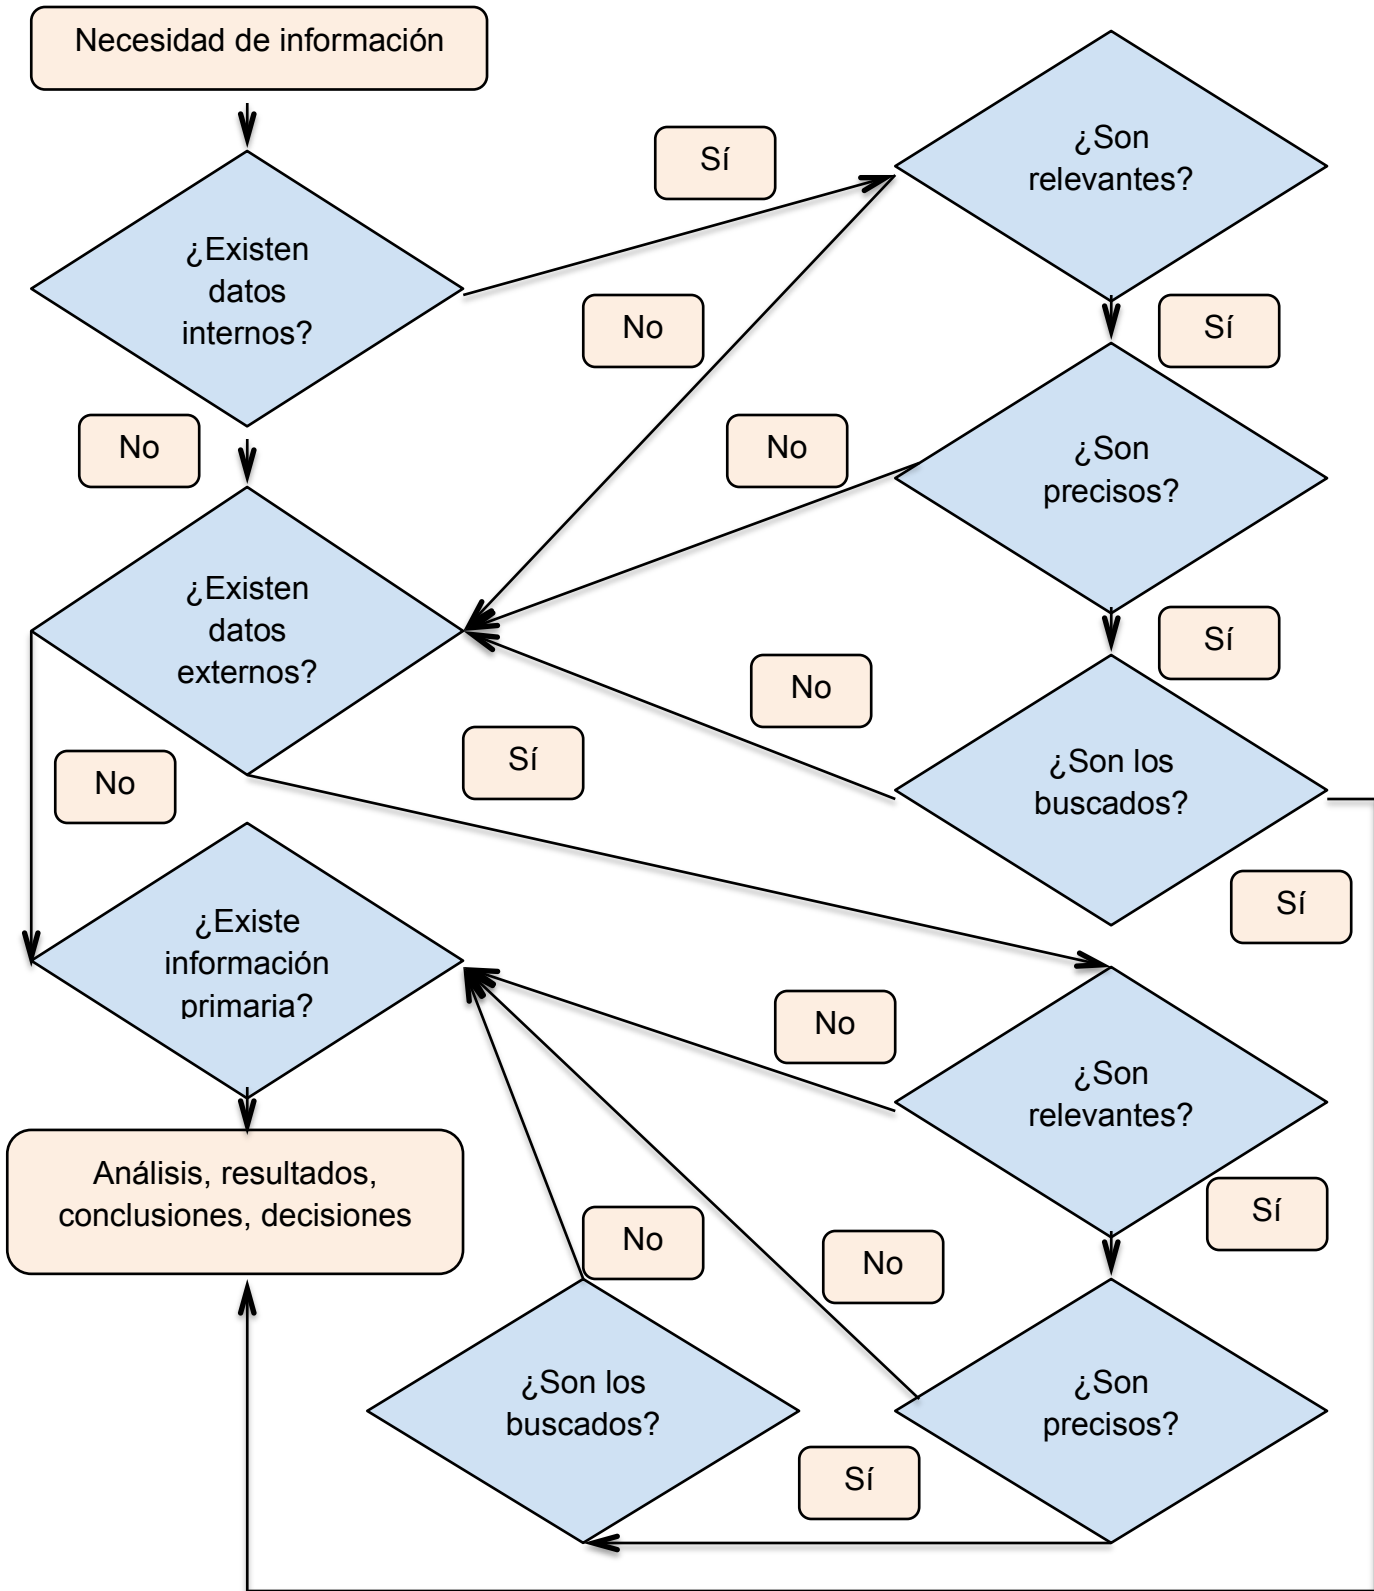 Necesidad de información
¿Son
relevantes?
Sí
¿Existen
datos
internos?
No
Sí
No
No
¿Son
precisos?
¿Existen
datos
externos?
Sí
No
Sí
No
¿Son los
buscados?
Sí
¿Existe
información
primaria?
No
¿Son
relevantes?
Análisis, resultados,
conclusiones, decisiones
Sí
No
No
¿Son los
buscados?
¿Son
precisos?
Sí